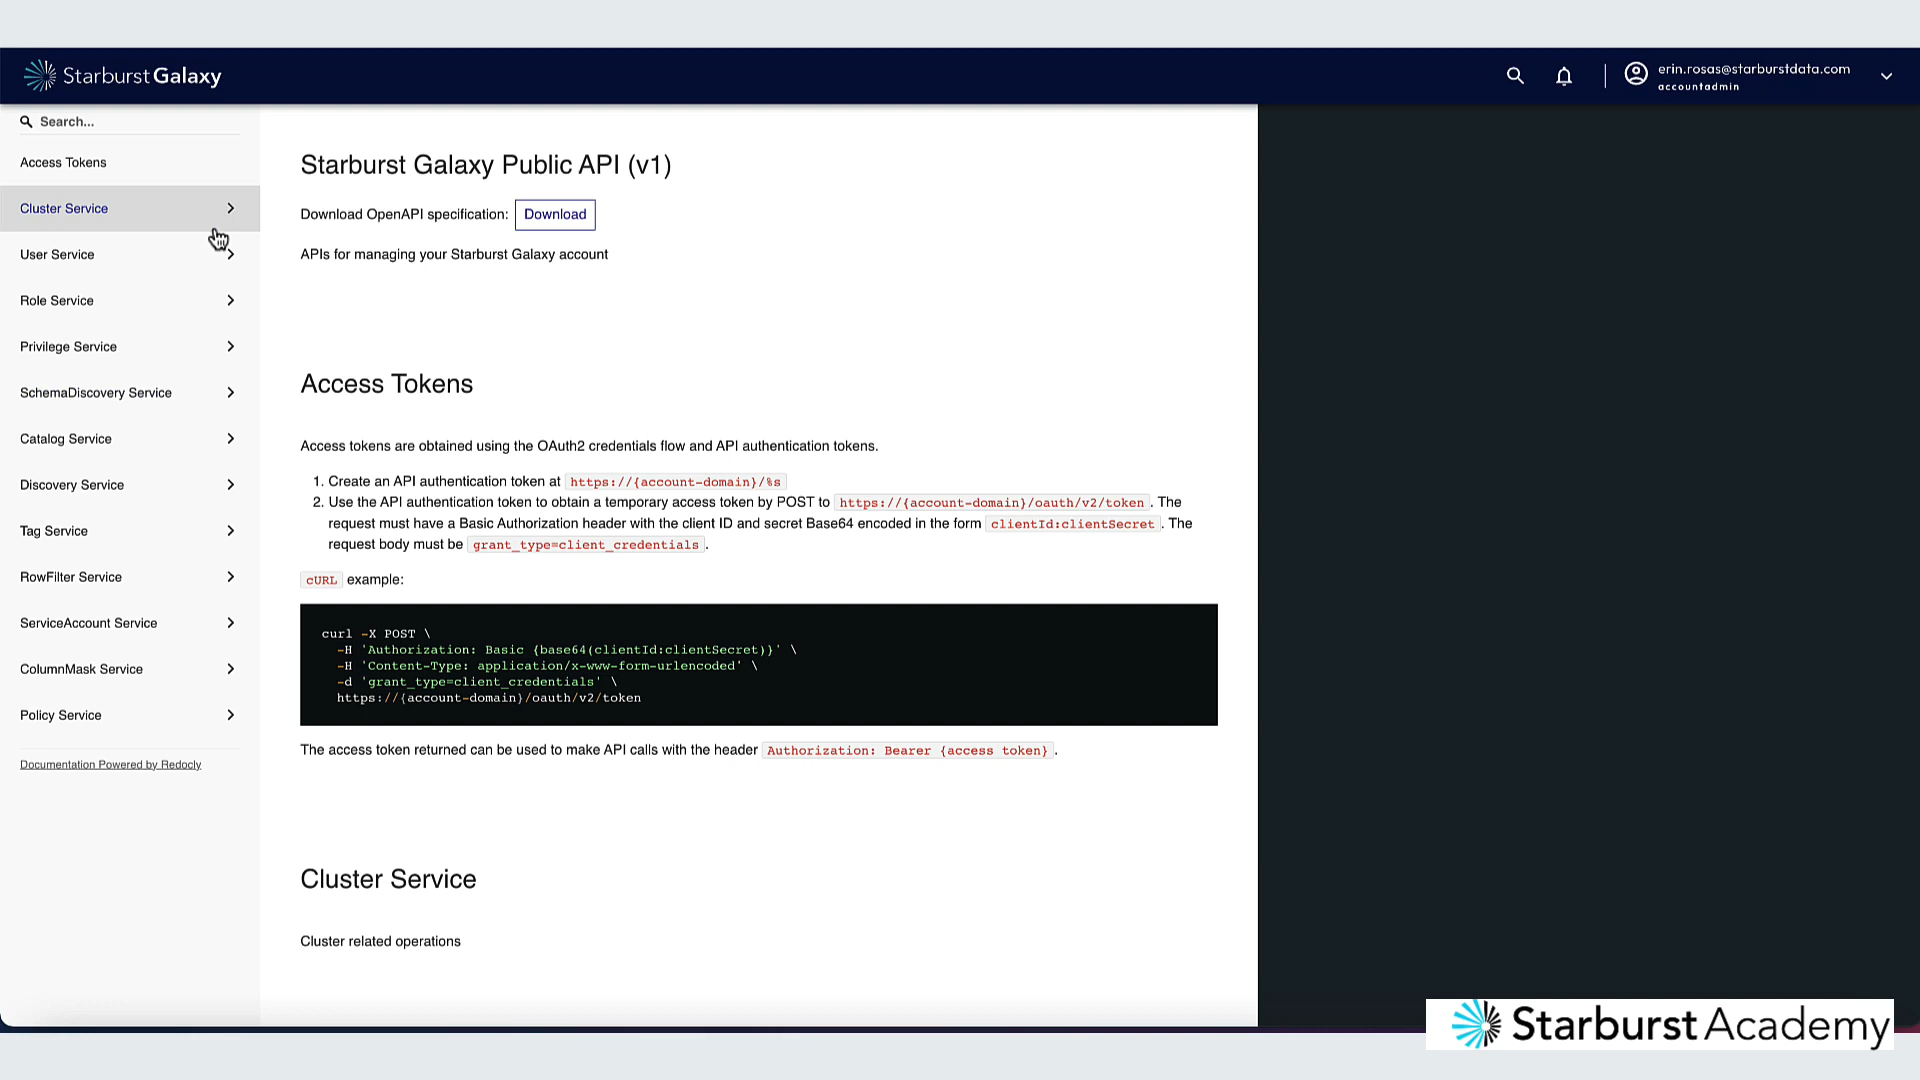 Starburst Galaxy
erin.rosas@starburstdata.com
accountadmin
Search...
Access Tokens
Cluster Service
User Service
Role Service
Privilege Service
SchemaDiscovery Service
Catalog Service
Discovery Service
Tag Service
RowFilter Service
ServiceAccount Service
ColumnMask Service
Policy Service
Documentation Powered by Redocly
Starburst Galaxy Public API (v1)
Download OpenAPI specification: Download
APIs for managing your Starburst Galaxy account
Access Tokens
Access tokens are obtained using the OAuth2 credentials flow and API authentication tokens.
1. Create an API authentication token at https://{account-domain}/%s
2. Use the API authentication token to obtain a temporary access token by POST to https://{account-domain}/oauth/v2/token . The
request must have a Basic Authorization header with the client ID and secret Base64 encoded in the form clientId:clientSecret . The
request body must be grant_type=client_credentials .
cURL example:
curl -X POST \
-H 'Authorization: Basic {base64(clientId:clientSecret)}' \
-H 'Content-Type: application/x-www-form-urlencoded' \
-d 'grant_type=client_credentials' \
https://{account-domain}/oauth/v2/token
The access token returned can be used to make API calls with the header Authorization: Bearer {access token} .
Cluster Service
Cluster related operations
Starburst Academy